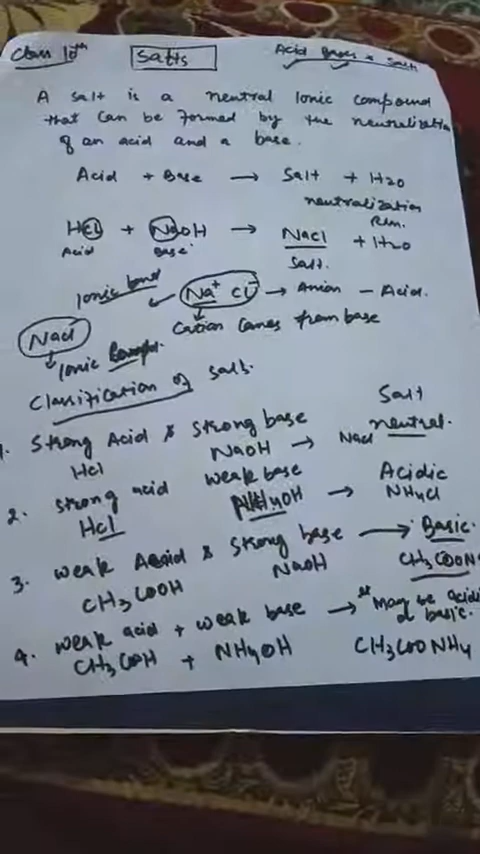 Class 10th Salts Acid Bases & Salt
A salt is a neutral Ionic compound
that can be formed by the neutralization
of an acid and a base.
Acid + Base → Salt + H2O
neutralization
Rxn.
HCl + NaOH → NaCl + H2O
Acid Base Salt.
Ionic bond Na+ Cl- → Anion - Acid.
NaCl Cation Comes from base
Ionic
Classification of salts.
1. Strong Acid & Strong base Salt
HCl NaOH → NaCl neutral.
2. Strong acid weak base Acidic
HCl NH4OH → NH4Cl
3. weak Acid & Strong base → Basic.
CH3COOH NaOH CH3COON
4. weak acid + weak base → May be acidic
or basic.
CH3COOH + NH4OH CH3COONH4